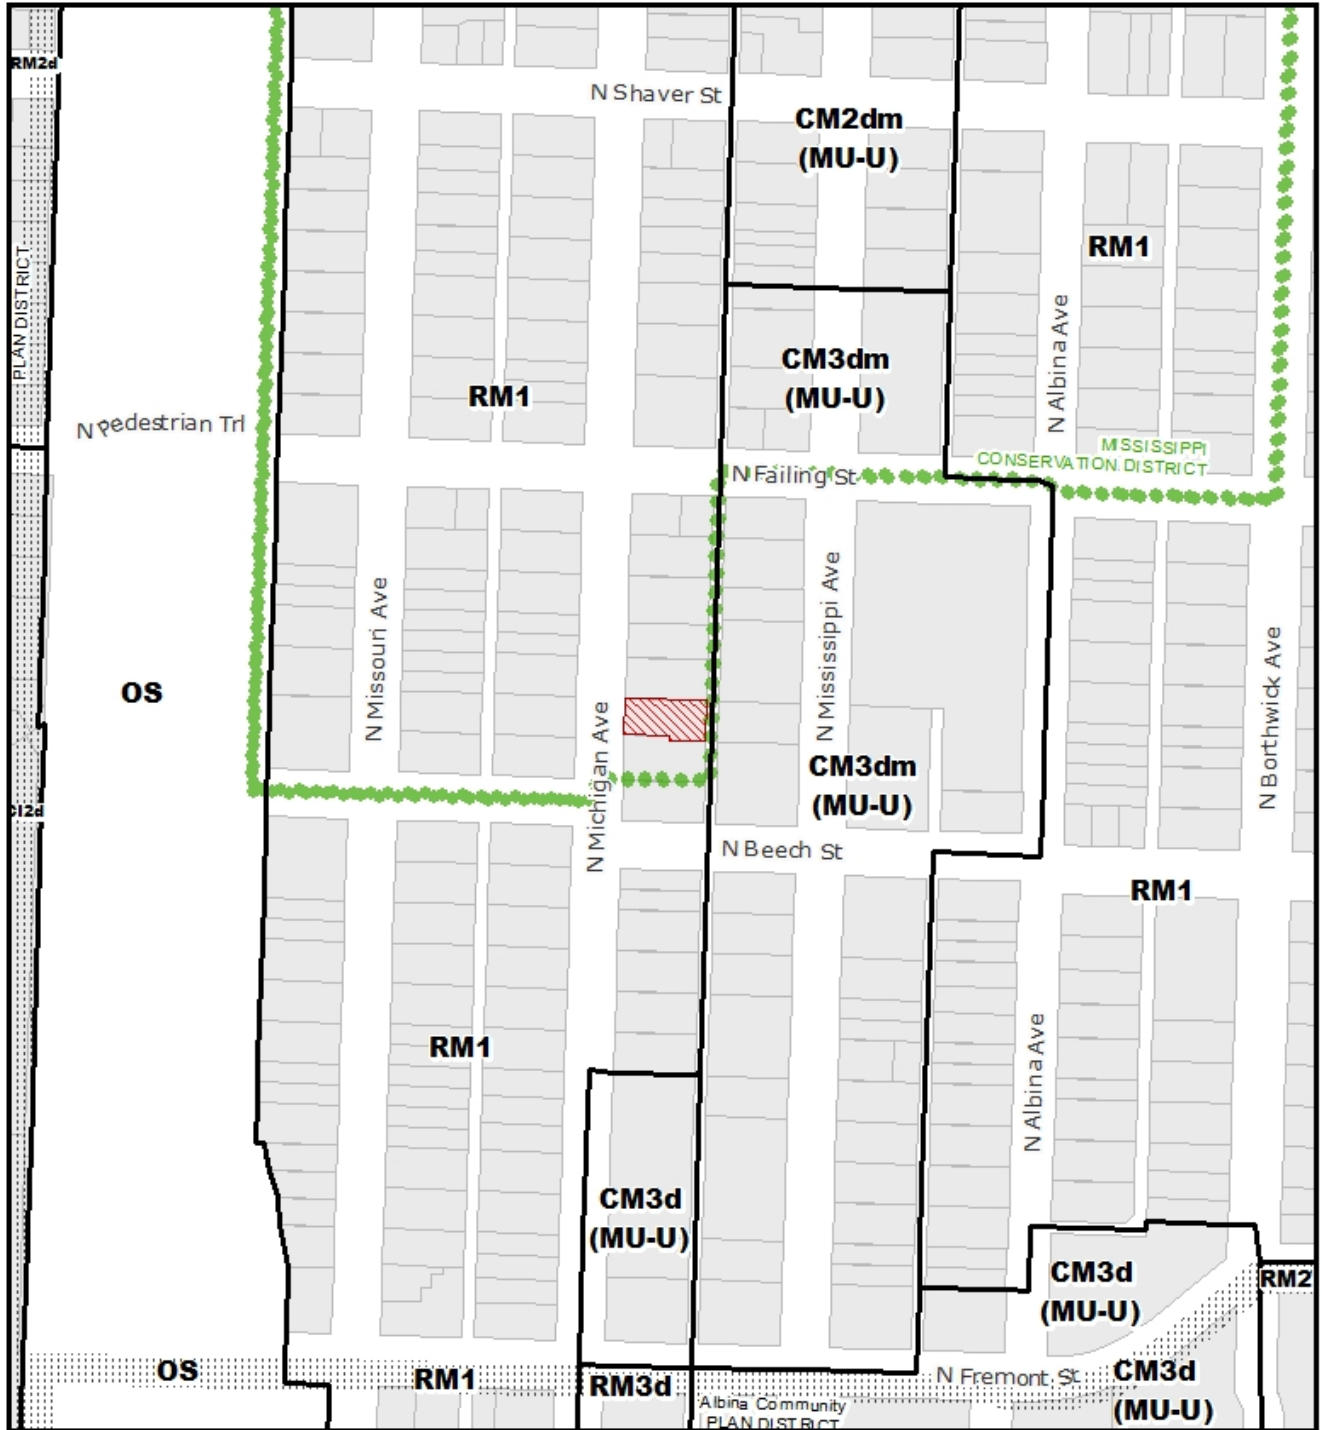 RM2d
N Shaver St
CM2dm
(MU-U)
RM1
PLAN DISTRICT
N Albina Ave
CM3dm
(MU-U)
RM1
N Pedestrian Trl
MISSISSIPPI
CONSERVATION DISTRICT
N Failing St
N Missouri Ave
N Mississippi Ave
N Borthwick Ave
OS
N Michigan Ave
CM3dm
(MU-U)
N Beech St
RM1
RM1
N Albina Ave
CM3d
(MU-U)
CM3d
(MU-U)
RM2
OS
RM1
RM3d
N Fremont St
CM3d
(MU-U)
Albina Community
PLAN DISTRICT